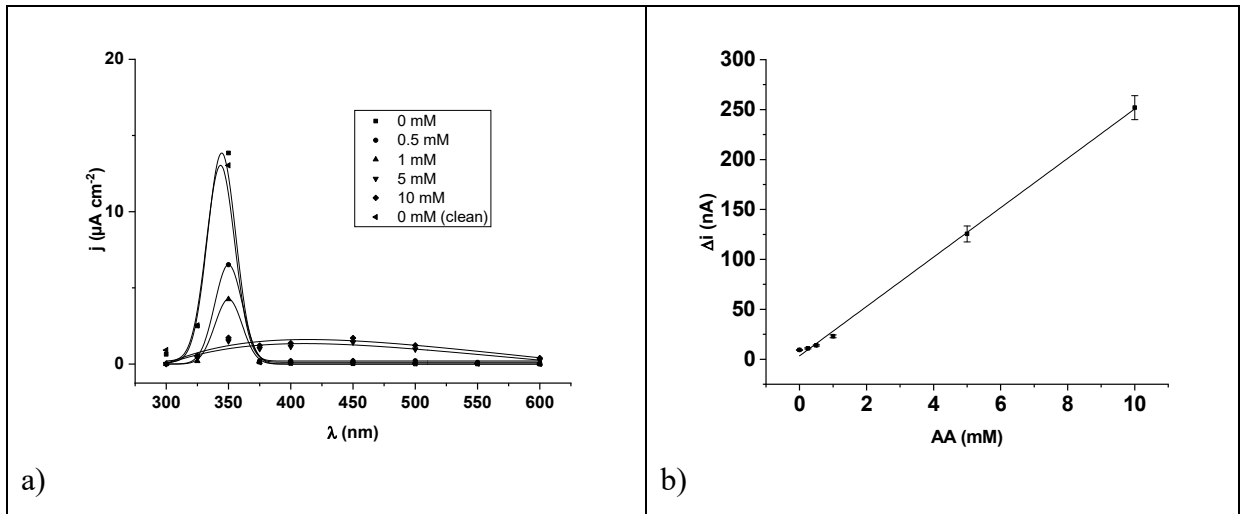 20
10
0
j (µA cm-2)
0 mM
0.5 mM
1 mM
5 mM
10 mM
0 mM (clean)
300 350 400 450 500 550 600
λ (nm)
a)
300
250
200
150
100
50
0
Δi (nA)
0 2 4 6 8 10
AA (mM)
b)